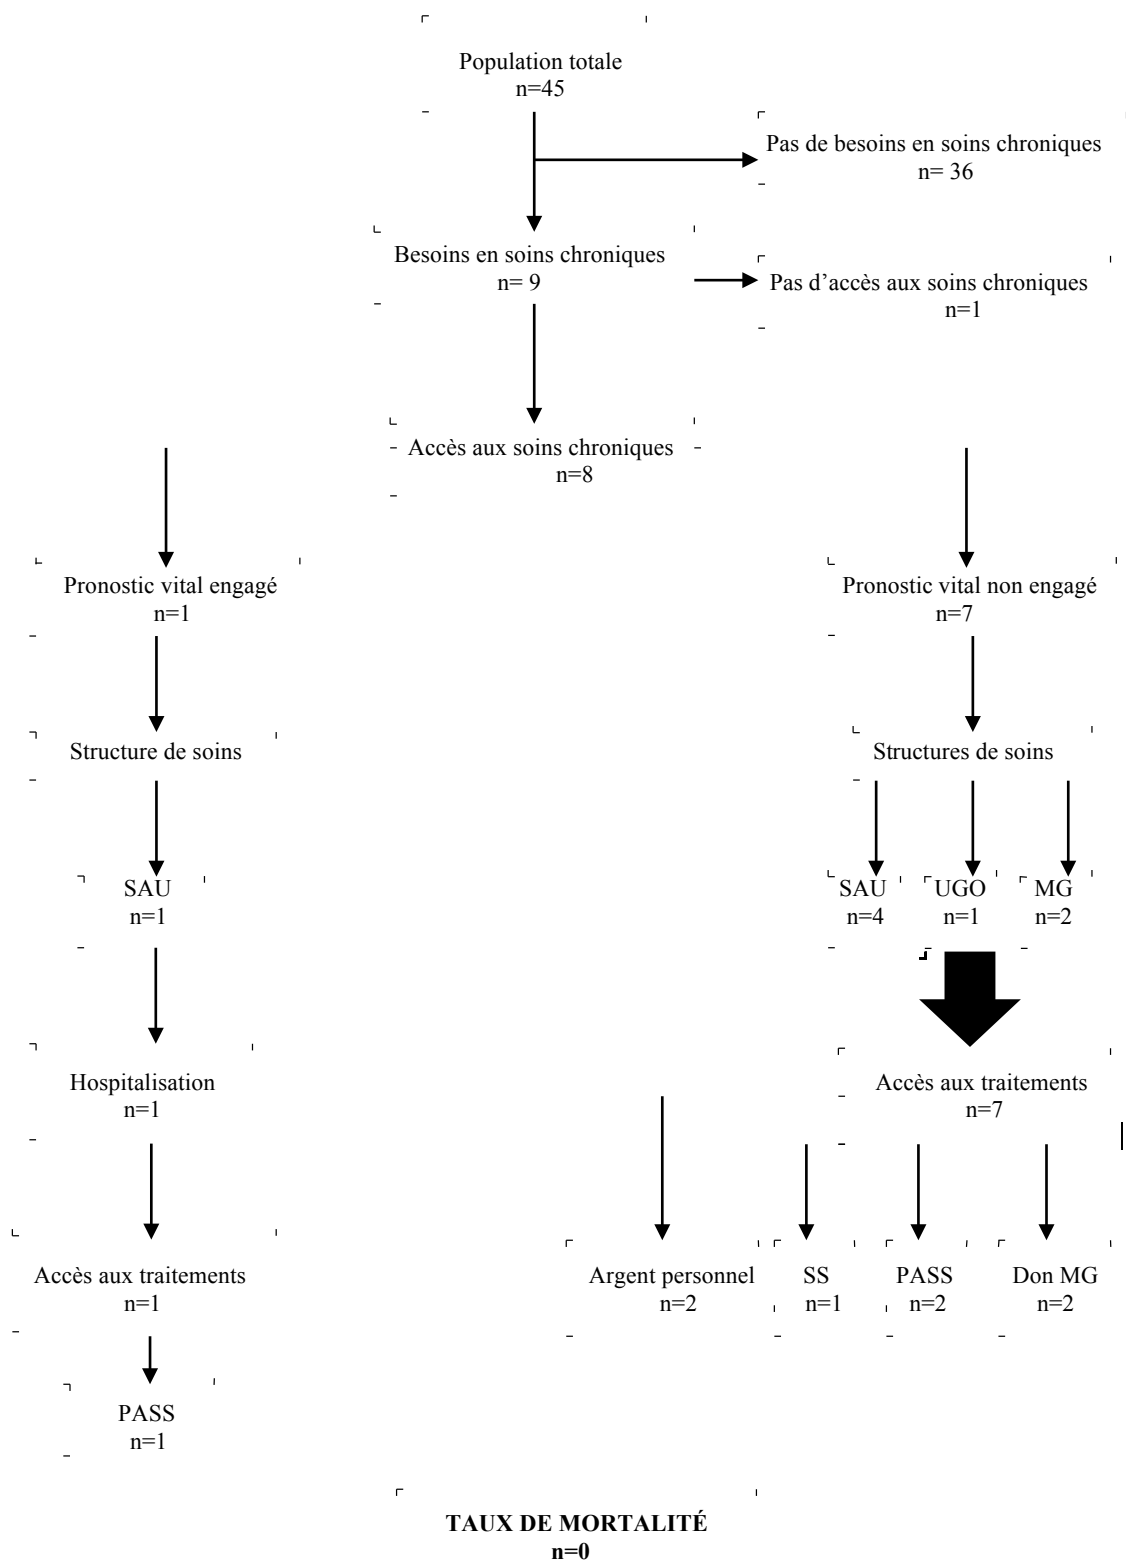 Population totale
n=45
Pas de besoins en soins chroniques
n= 36
Besoins en soins chroniques
n= 9
Pas d’accès aux soins chroniques
n=1
Accès aux soins chroniques
n=8
Pronostic vital engagé
n=1
Pronostic vital non engagé
n=7
Structure de soins
Structures de soins
SAU
n=1
SAU
n=4
UGO
n=1
MG
n=2
Hospitalisation
n=1
Accès aux traitements
n=7
Accès aux traitements
n=1
Argent personnel
n=2
SS
n=1
PASS
n=2
Don MG
n=2
PASS
n=1
TAUX DE MORTALITÉ
n=0